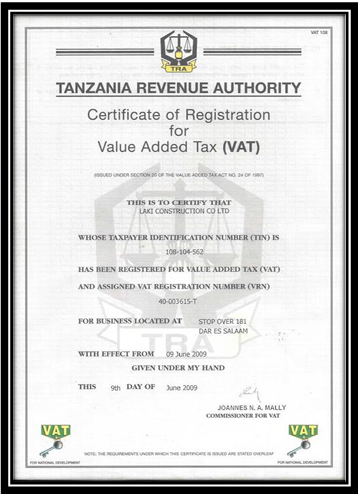 VAT 108
TRA
TANZANIA REVENUE AUTHORITY
Certificate of Registration
for
Value Added Tax (VAT)
(ISSUED UNDER SECTION 20 OF THE VALUE ADDED TAX ACT NO. 24 OF 1997)
THIS IS TO CERTIFY THAT
LAKI CONSTRUCTION CO LTD
WHOSE TAXPAYER IDENTIFICATION NUMBER (TIN) IS
108-104-562
HAS BEEN REGISTERED FOR VALUE ADDED TAX (VAT)
AND ASSIGNED VAT REGISTRATION NUMBER (VRN)
40-003615-T
FOR BUSINESS LOCATED AT STOP OVER 181
DAR ES SALAAM
TRA
WITH EFFECT FROM 09 June 2009
GIVEN UNDER MY HAND
THIS 9th DAY OF June 2009
JOANNES N. A. MALLY
COMMISSIONER FOR VAT
VAT
FOR NATIONAL DEVELOPMENT
NOTE: THE REQUIREMENTS UNDER WHICH THIS CERTIFICATE IS ISSUED ARE STATED OVERLEAF
VAT
FOR NATIONAL DEVELOPMENT